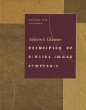 Andrew S. Glassner
PRINCIPLES OF
DIGITAL IMAGE
SYNTHESIS